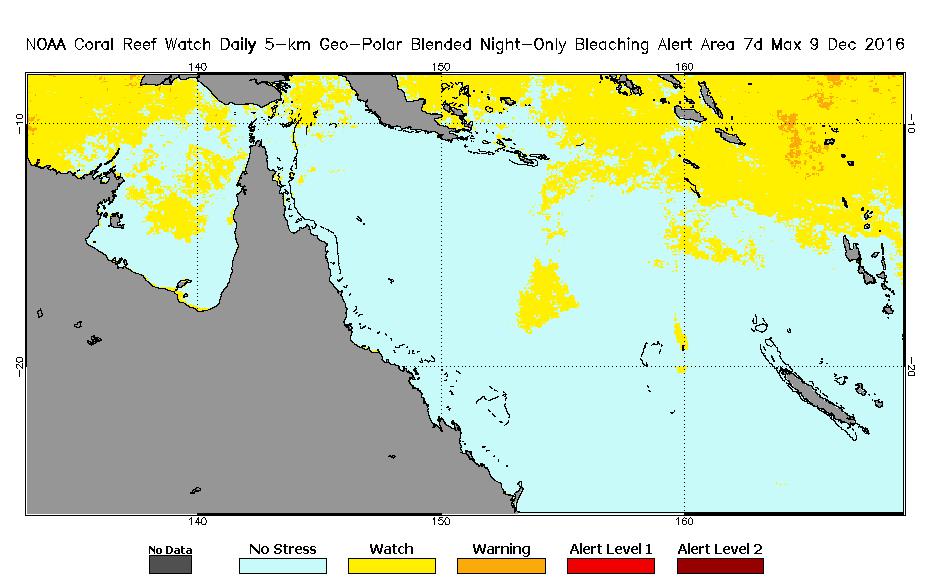 NOAA Coral Reef Watch Daily 5-km Geo-Polar Blended Night-Only Bleaching Alert Area 7d Max 9 Dec 2016
140 150 160
-10 -10
-20 -20
140 150 160
No Data No Stress Watch Warning Alert Level 1 Alert Level 2